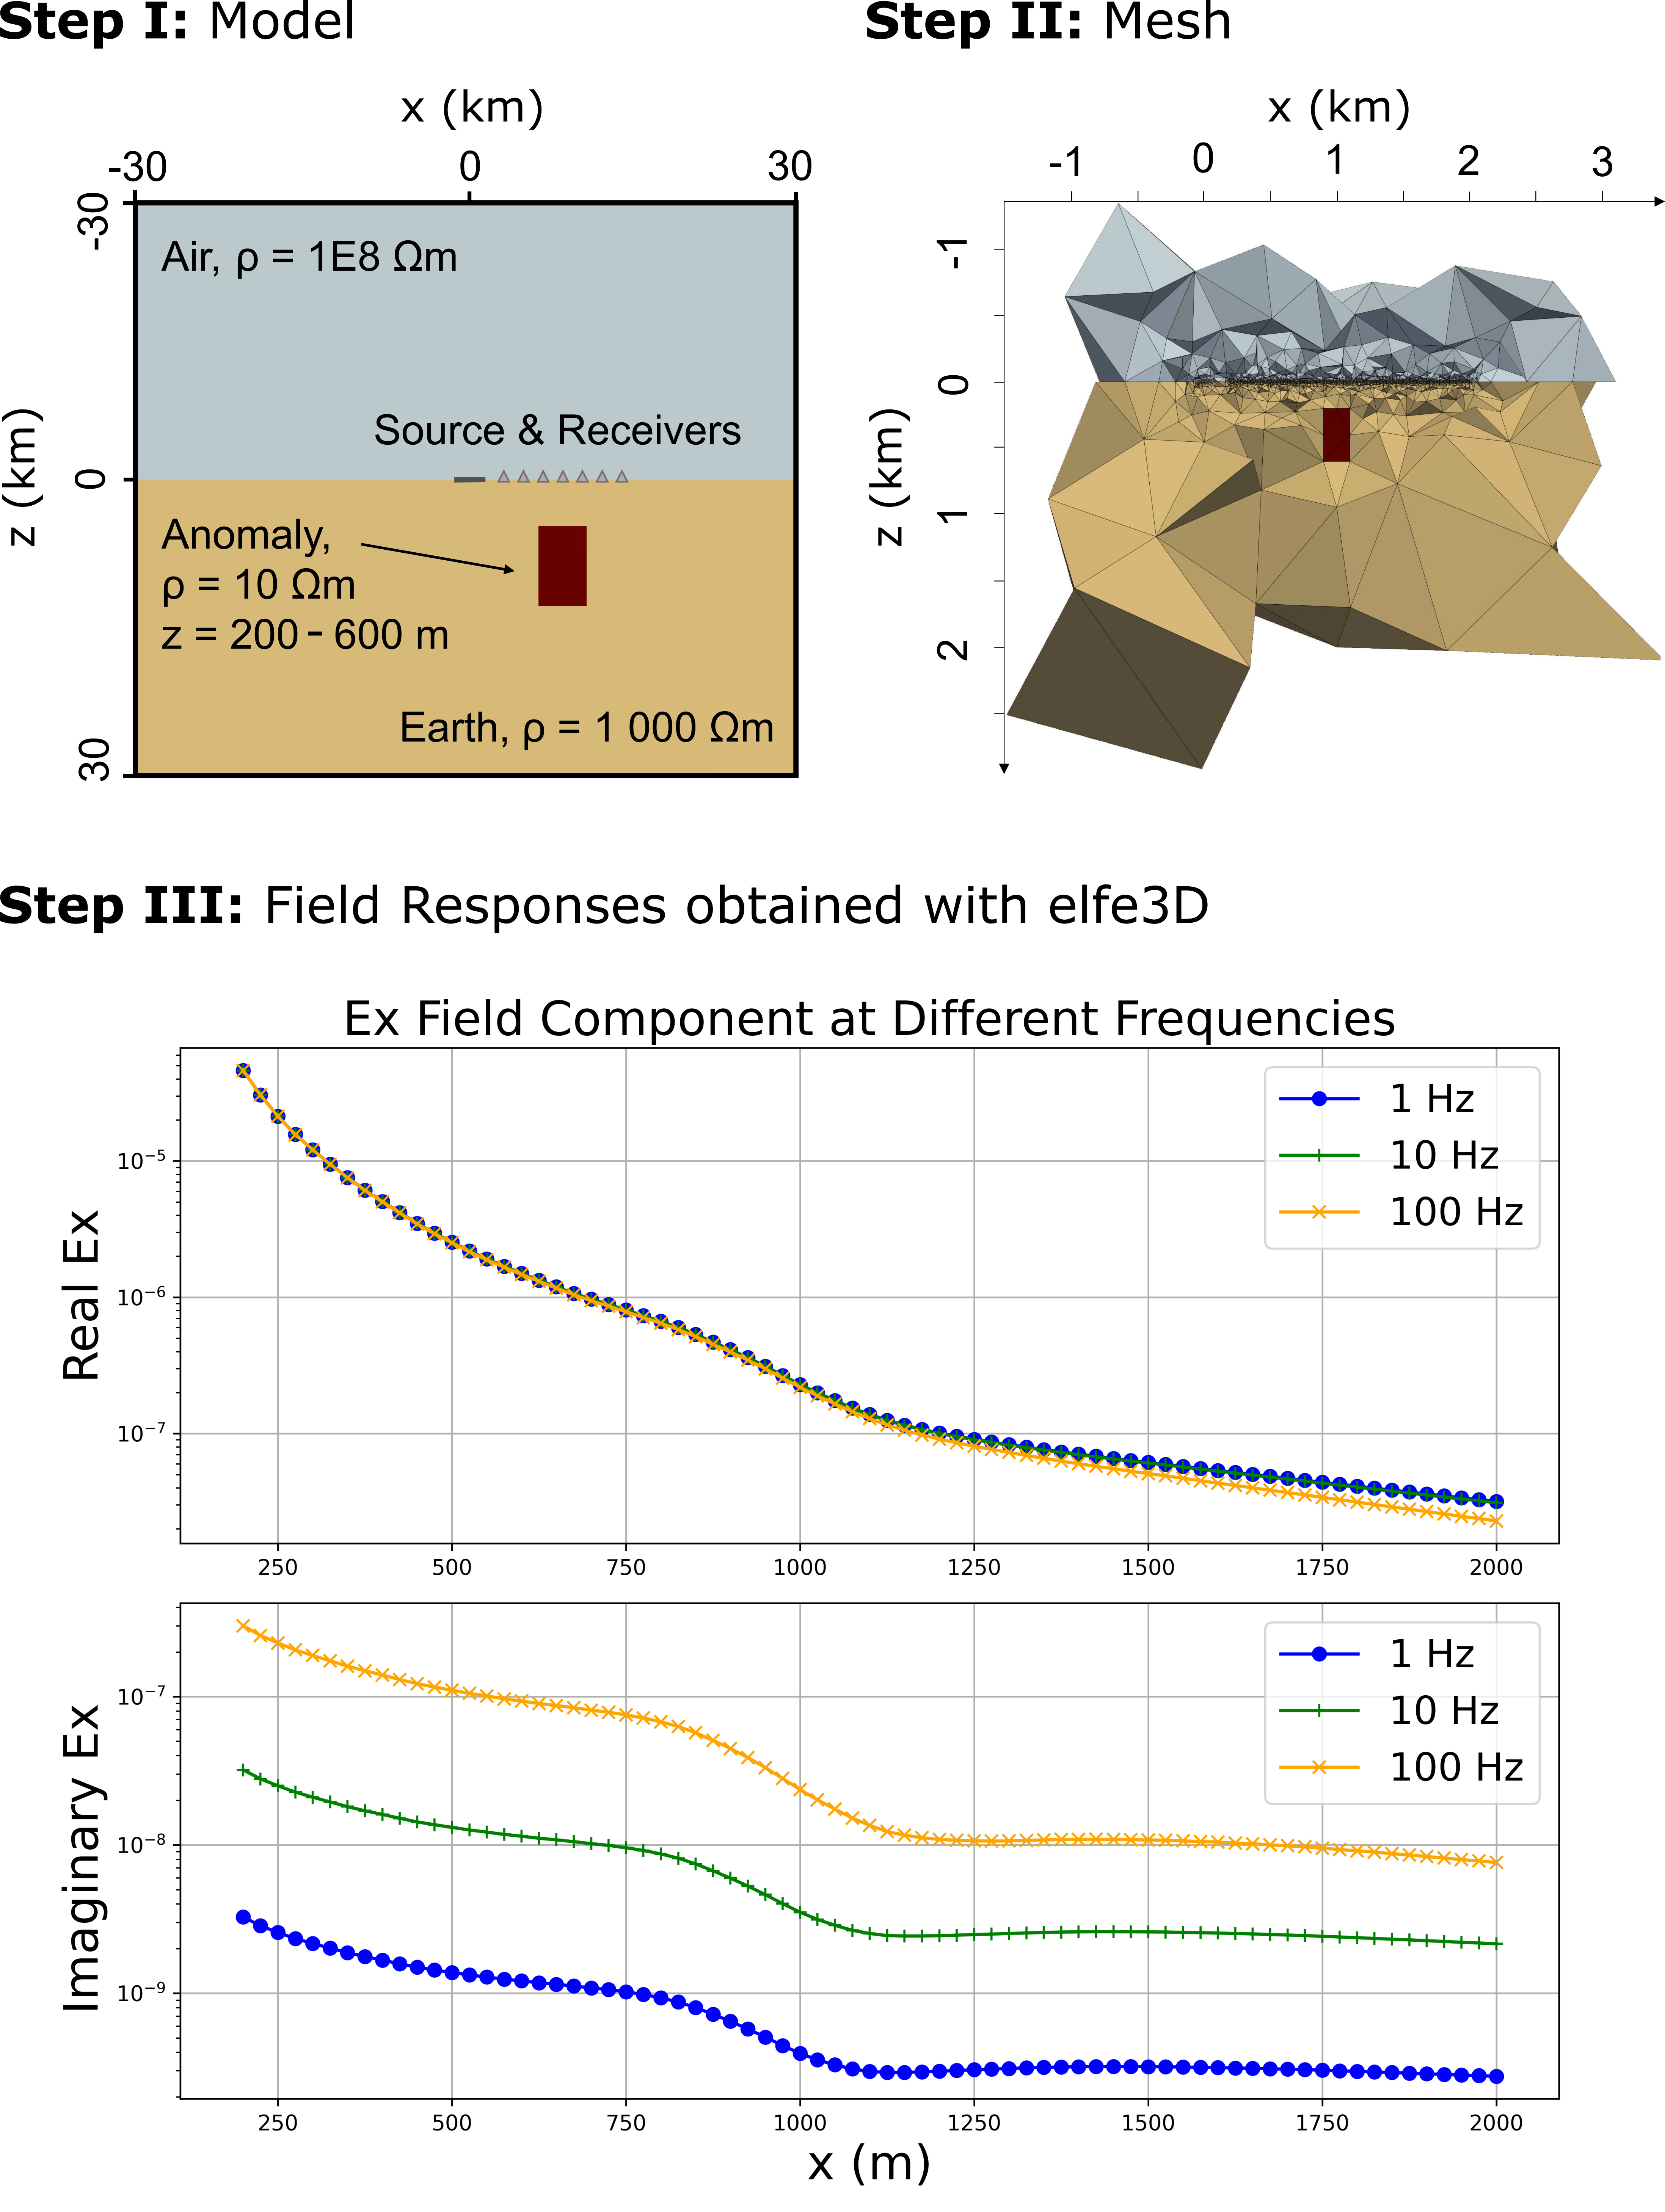 Step I: Model
x (km)
-30 0 30
-30
0
30
z (km)
Air, ρ = 1E8 Ωm
Source & Receivers
Anomaly,
ρ = 10 Ωm
z = 200 - 600 m
Earth, ρ = 1 000 Ωm
Step II: Mesh
x (km)
-1 0 1 2 3
-1
0
1
2
z (km)
Step III: Field Responses obtained with elfe3D
Ex Field Component at Different Frequencies
Real Ex
10⁻⁵
10⁻⁶
10⁻⁷
1 Hz
10 Hz
100 Hz
250 500 750 1000 1250 1500 1750 2000
Imaginary Ex
10⁻⁷
10⁻⁸
10⁻⁹
1 Hz
10 Hz
100 Hz
250 500 750 1000 1250 1500 1750 2000
x (m)